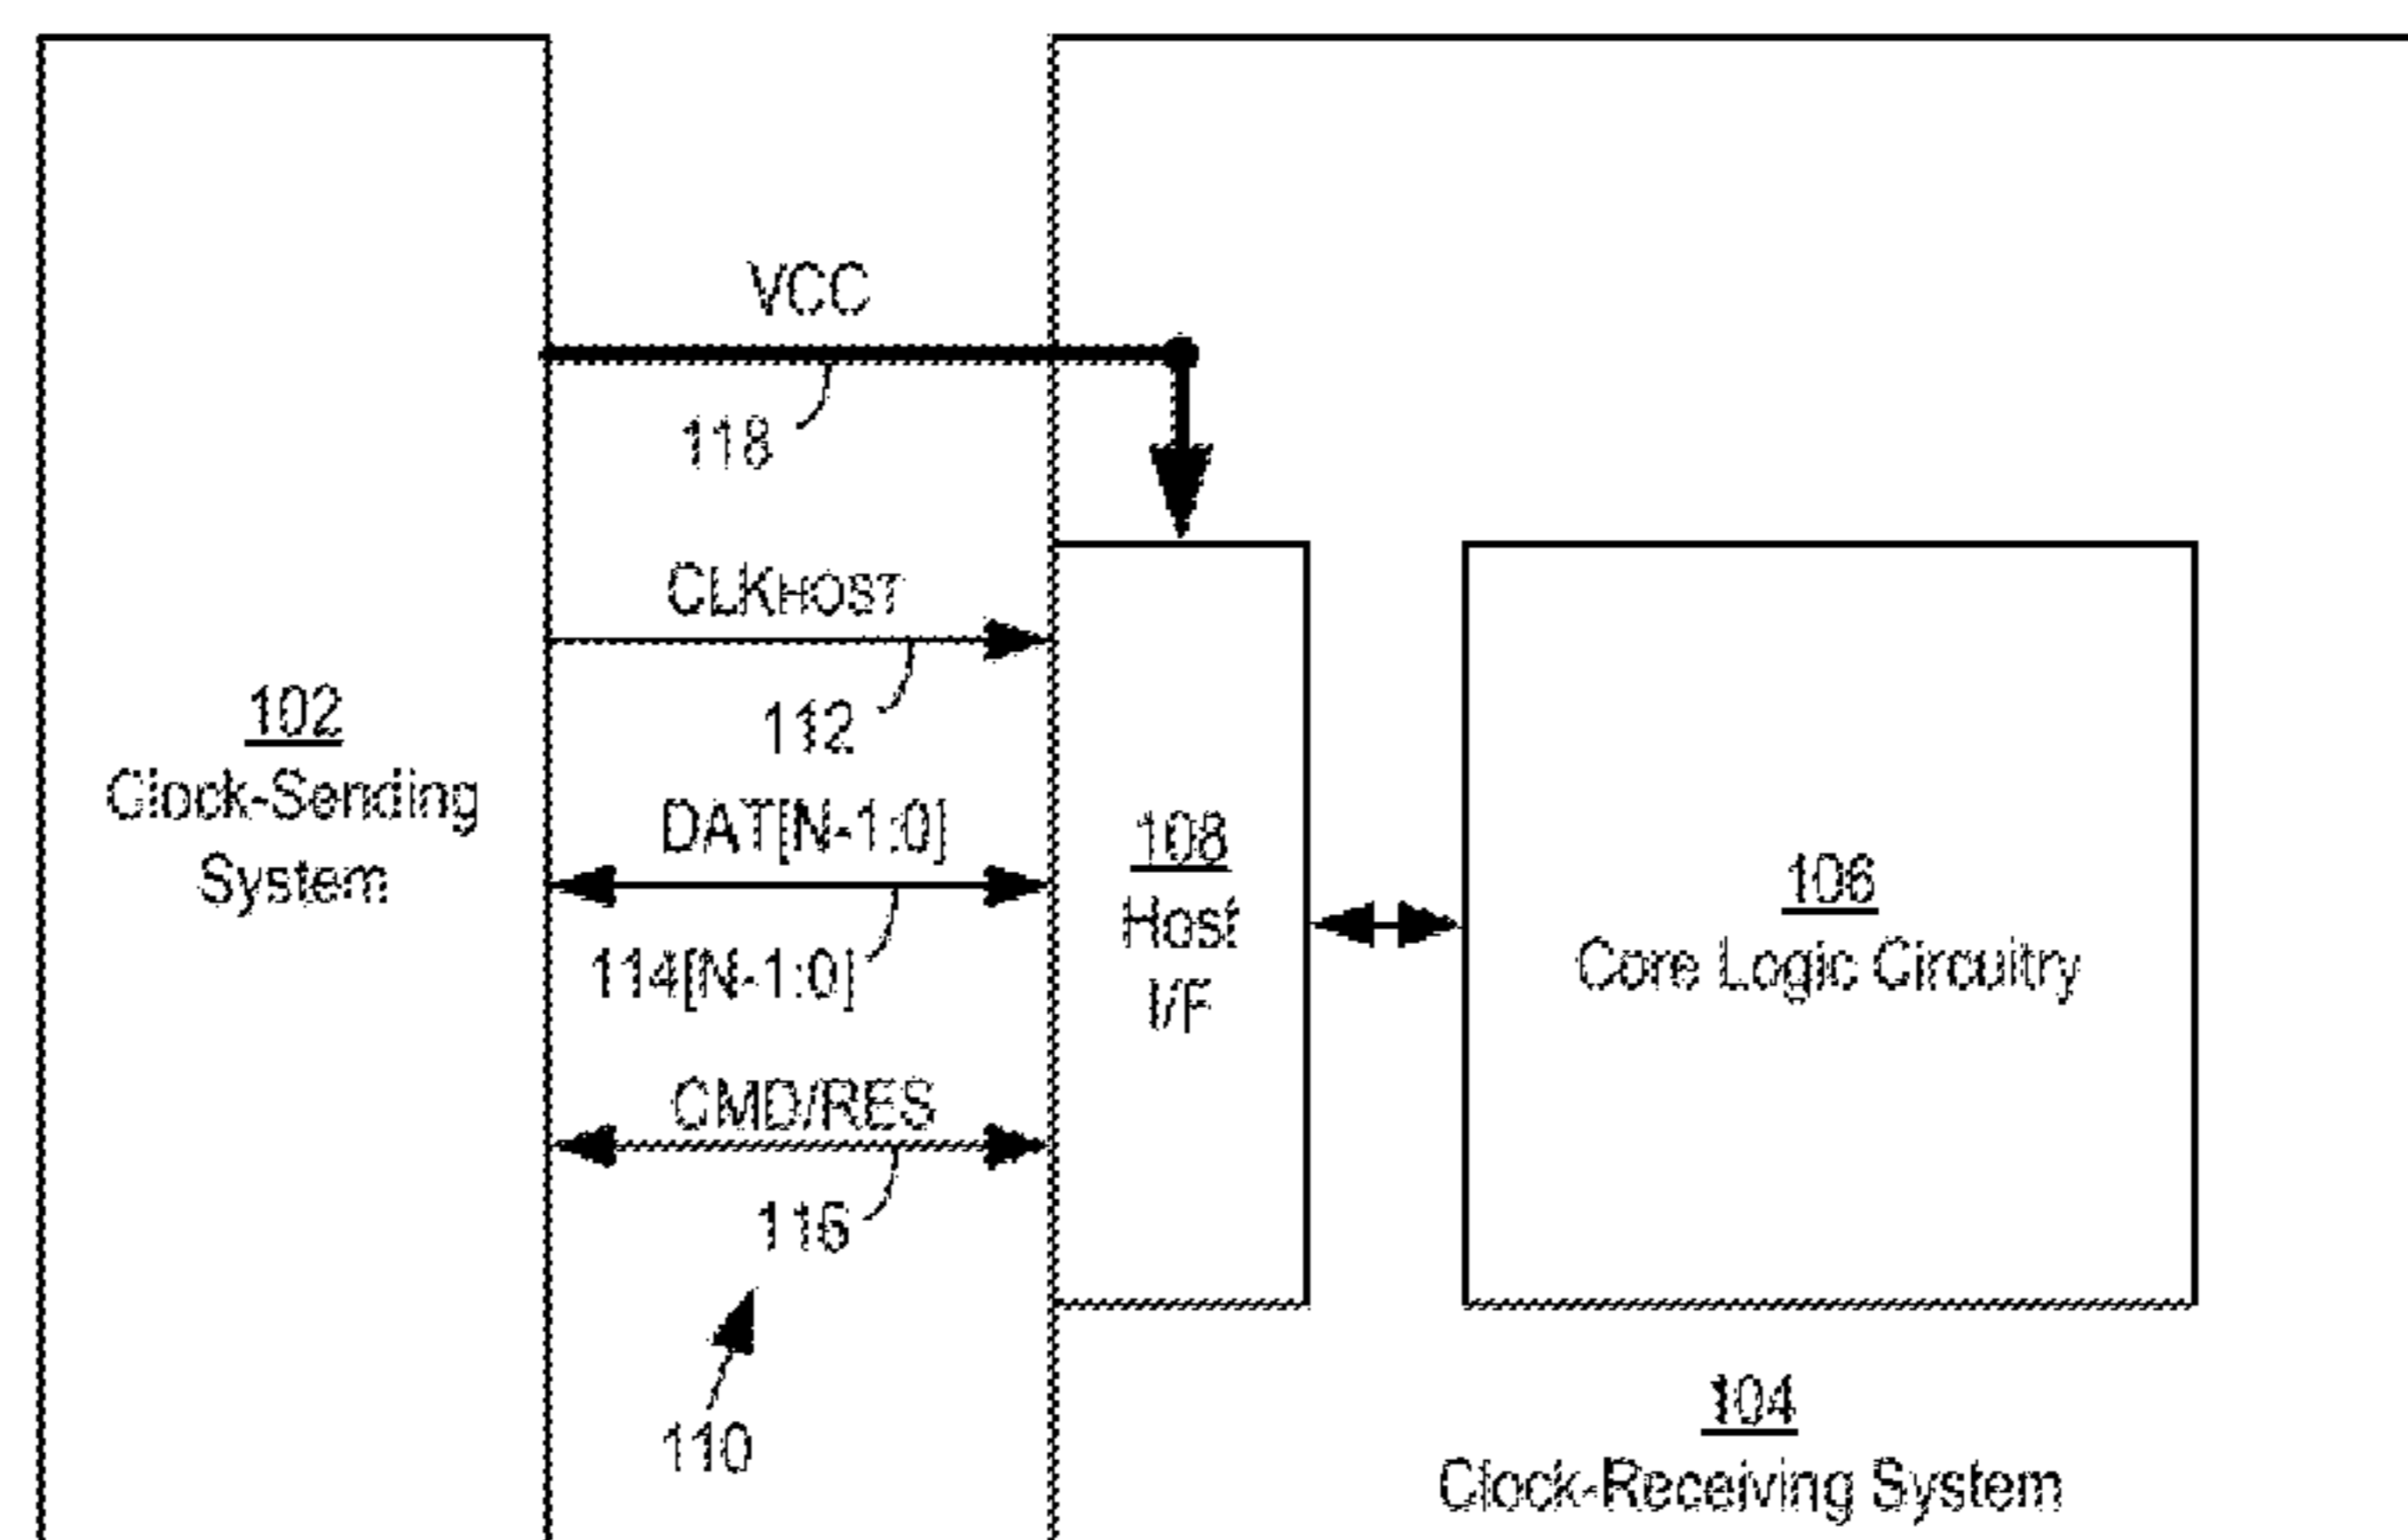 VCC
118
CLKHOST
112
102
Clock-Sending
System
DAT[N-1:0]
114[N-1:0]
108
Host
I/F
106
Core Logic Circuitry
CMD/RES
116
110
104
Clock-Receiving System